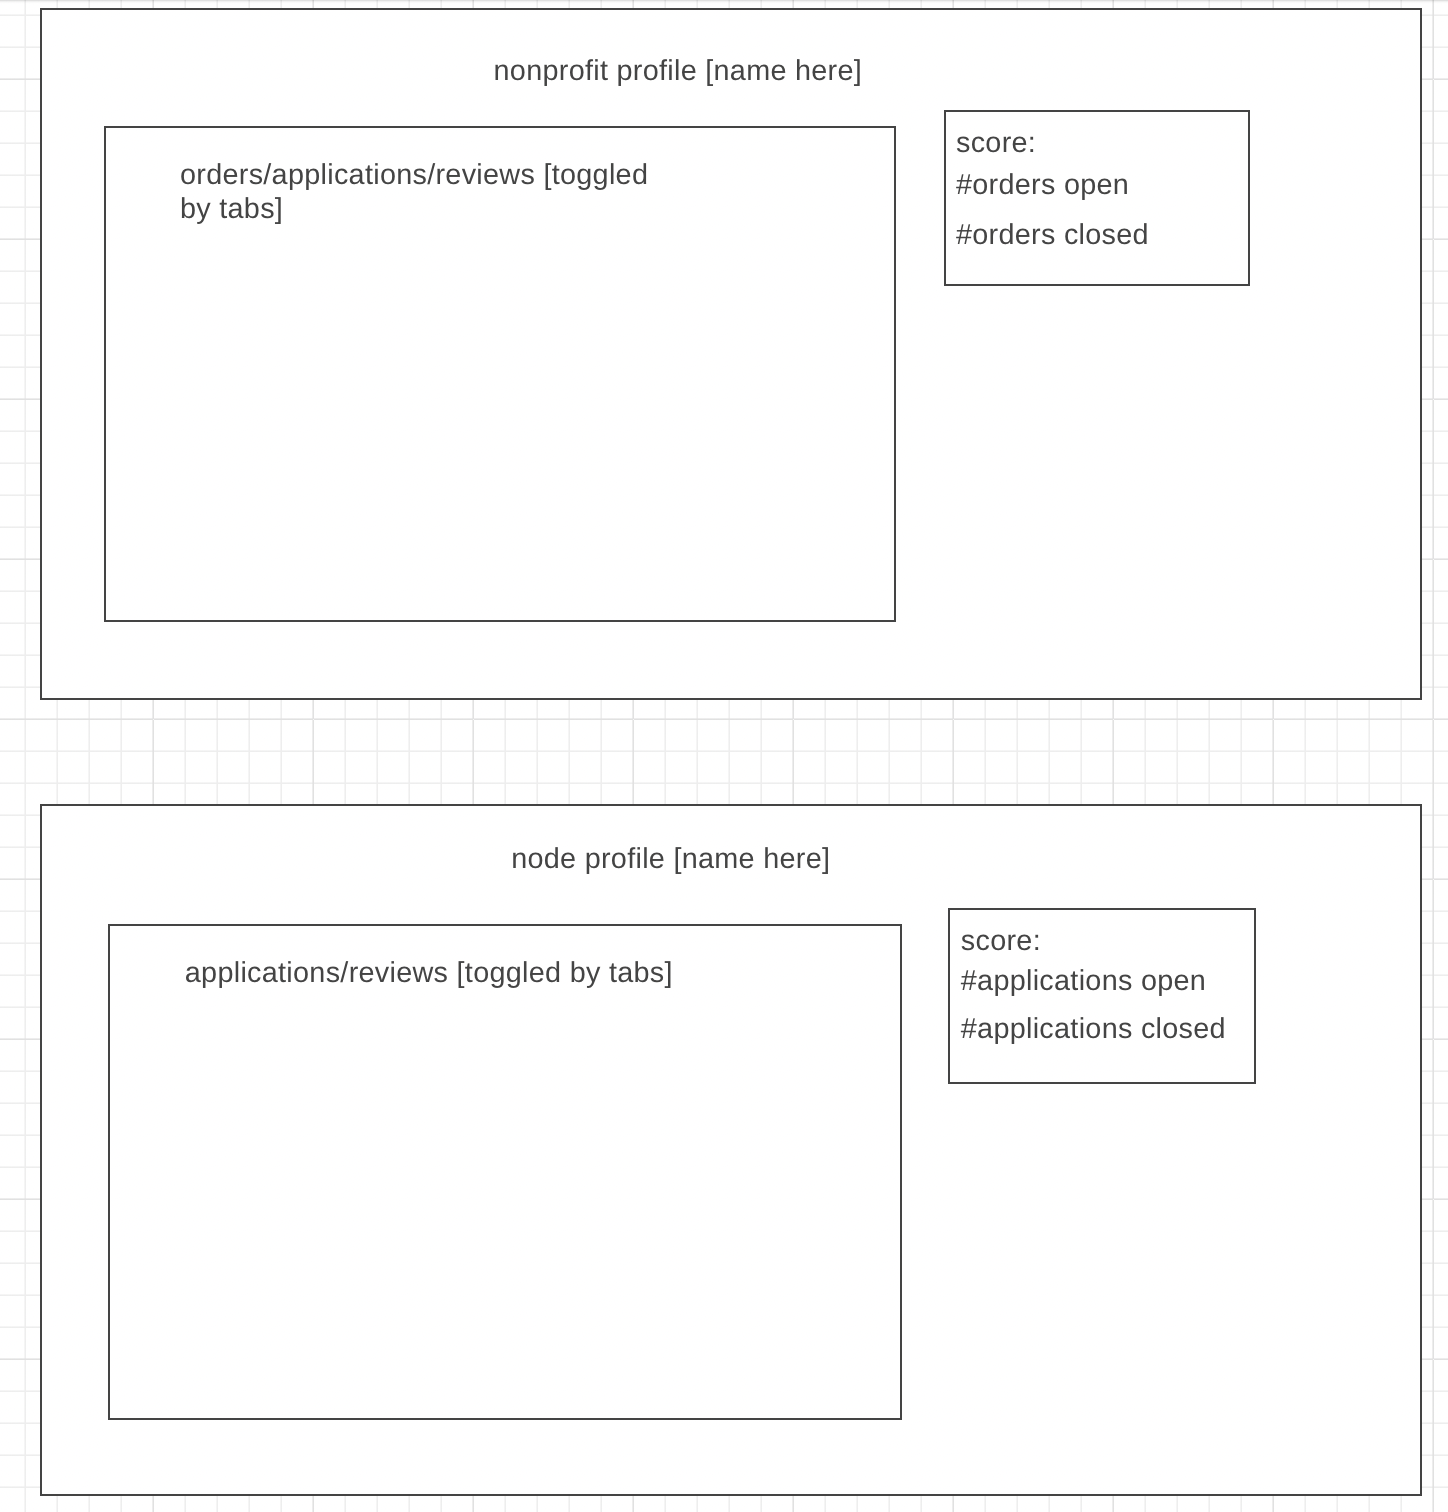 nonprofit profile [name here]
orders/applications/reviews [toggled
by tabs]
score:
#orders open
#orders closed
node profile [name here]
applications/reviews [toggled by tabs]
score:
#applications open
#applications closed